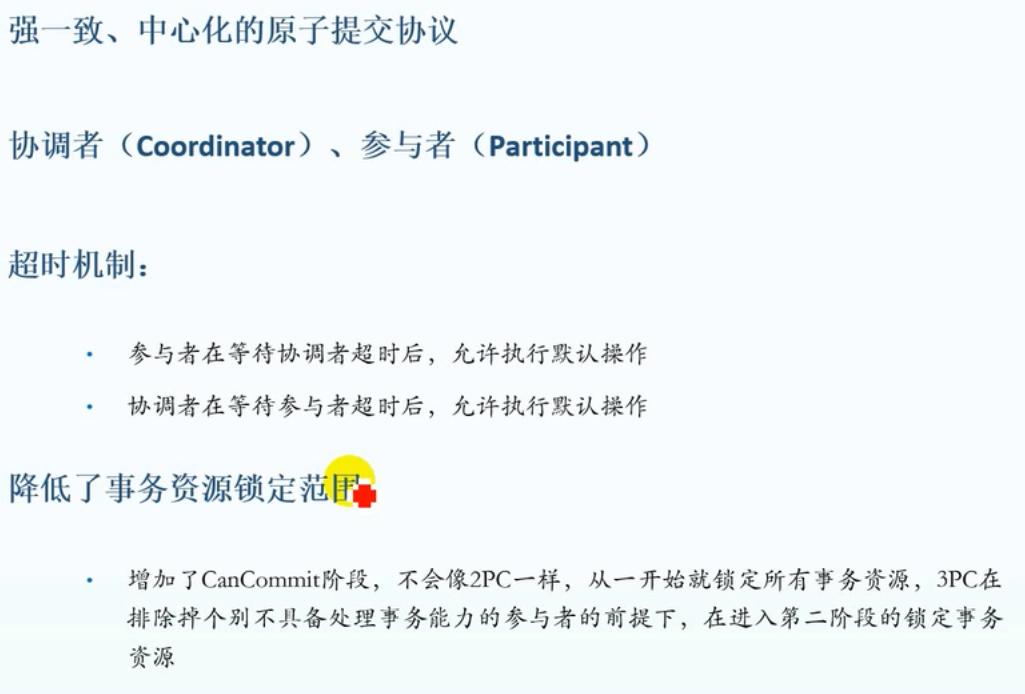 强一致、中心化的原子提交协议
协调者（Coordinator）、参与者（Participant）
超时机制：
• 参与者在等待协调者超时后，允许执行默认操作
• 协调者在等待参与者超时后，允许执行默认操作
降低了事务资源锁定范围
• 增加了CanCommit阶段，不会像2PC一样，从一开始就锁定所有事务资源，3PC在
排除掉个别不具备处理事务能力的参与者的前提下，在进入第二阶段的锁定事务
资源